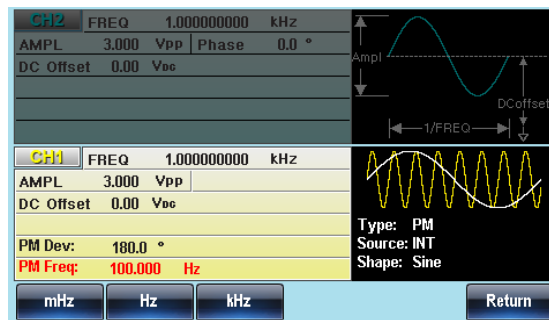 CH2 FREQ 1.000000000 kHz
AMPL 3.000 Vpp Phase 0.0 °
DC Offset 0.00 VDC
Ampl
DCoffset
1/FREQ
CH1 FREQ 1.000000000 kHz
AMPL 3.000 Vpp
DC Offset 0.00 VDC
PM Dev: 180.0 °
PM Freq: 100.000 Hz
Type: PM
Source: INT
Shape: Sine
mHz Hz kHz Return